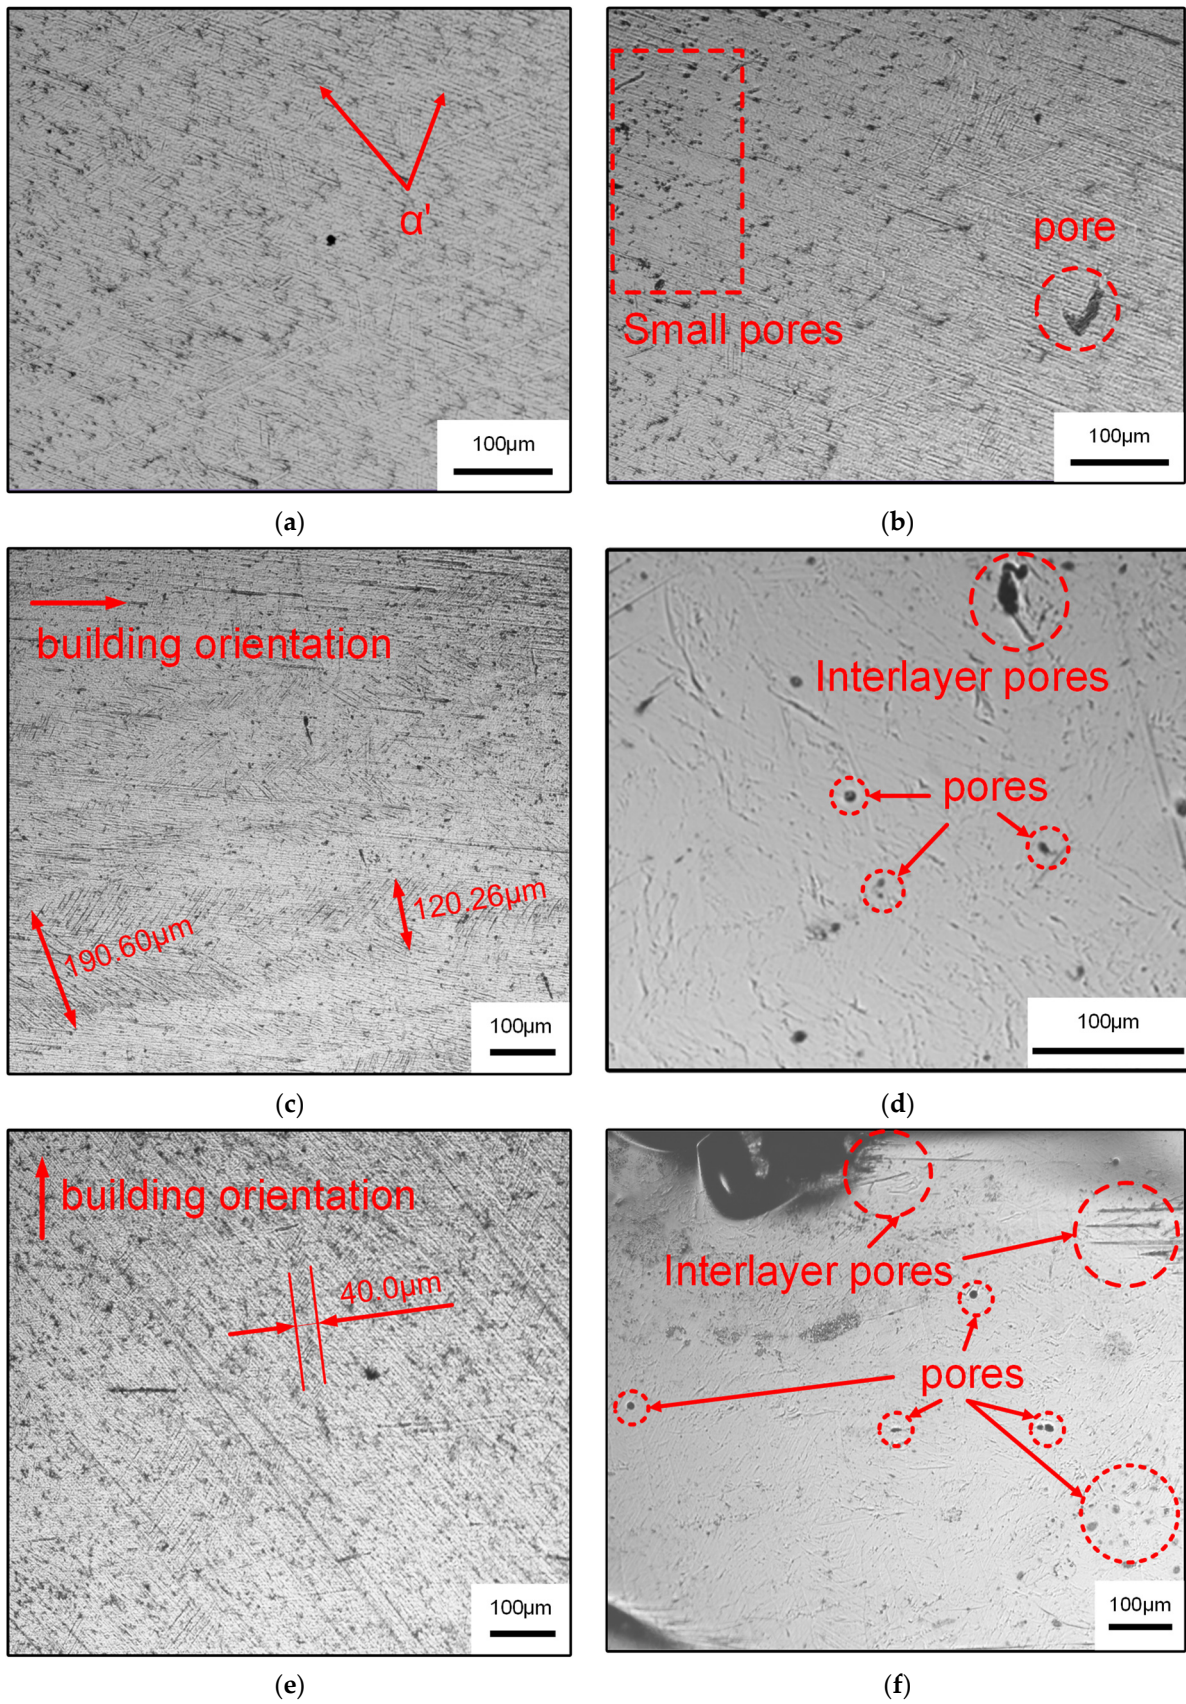 α'
100μm
(a)
Small pores
pore
100μm
(b)
building orientation
190.60μm
120.26μm
100μm
(c)
Interlayer pores
pores
100μm
(d)
building orientation
40.0μm
100μm
(e)
Interlayer pores
pores
100μm
(f)